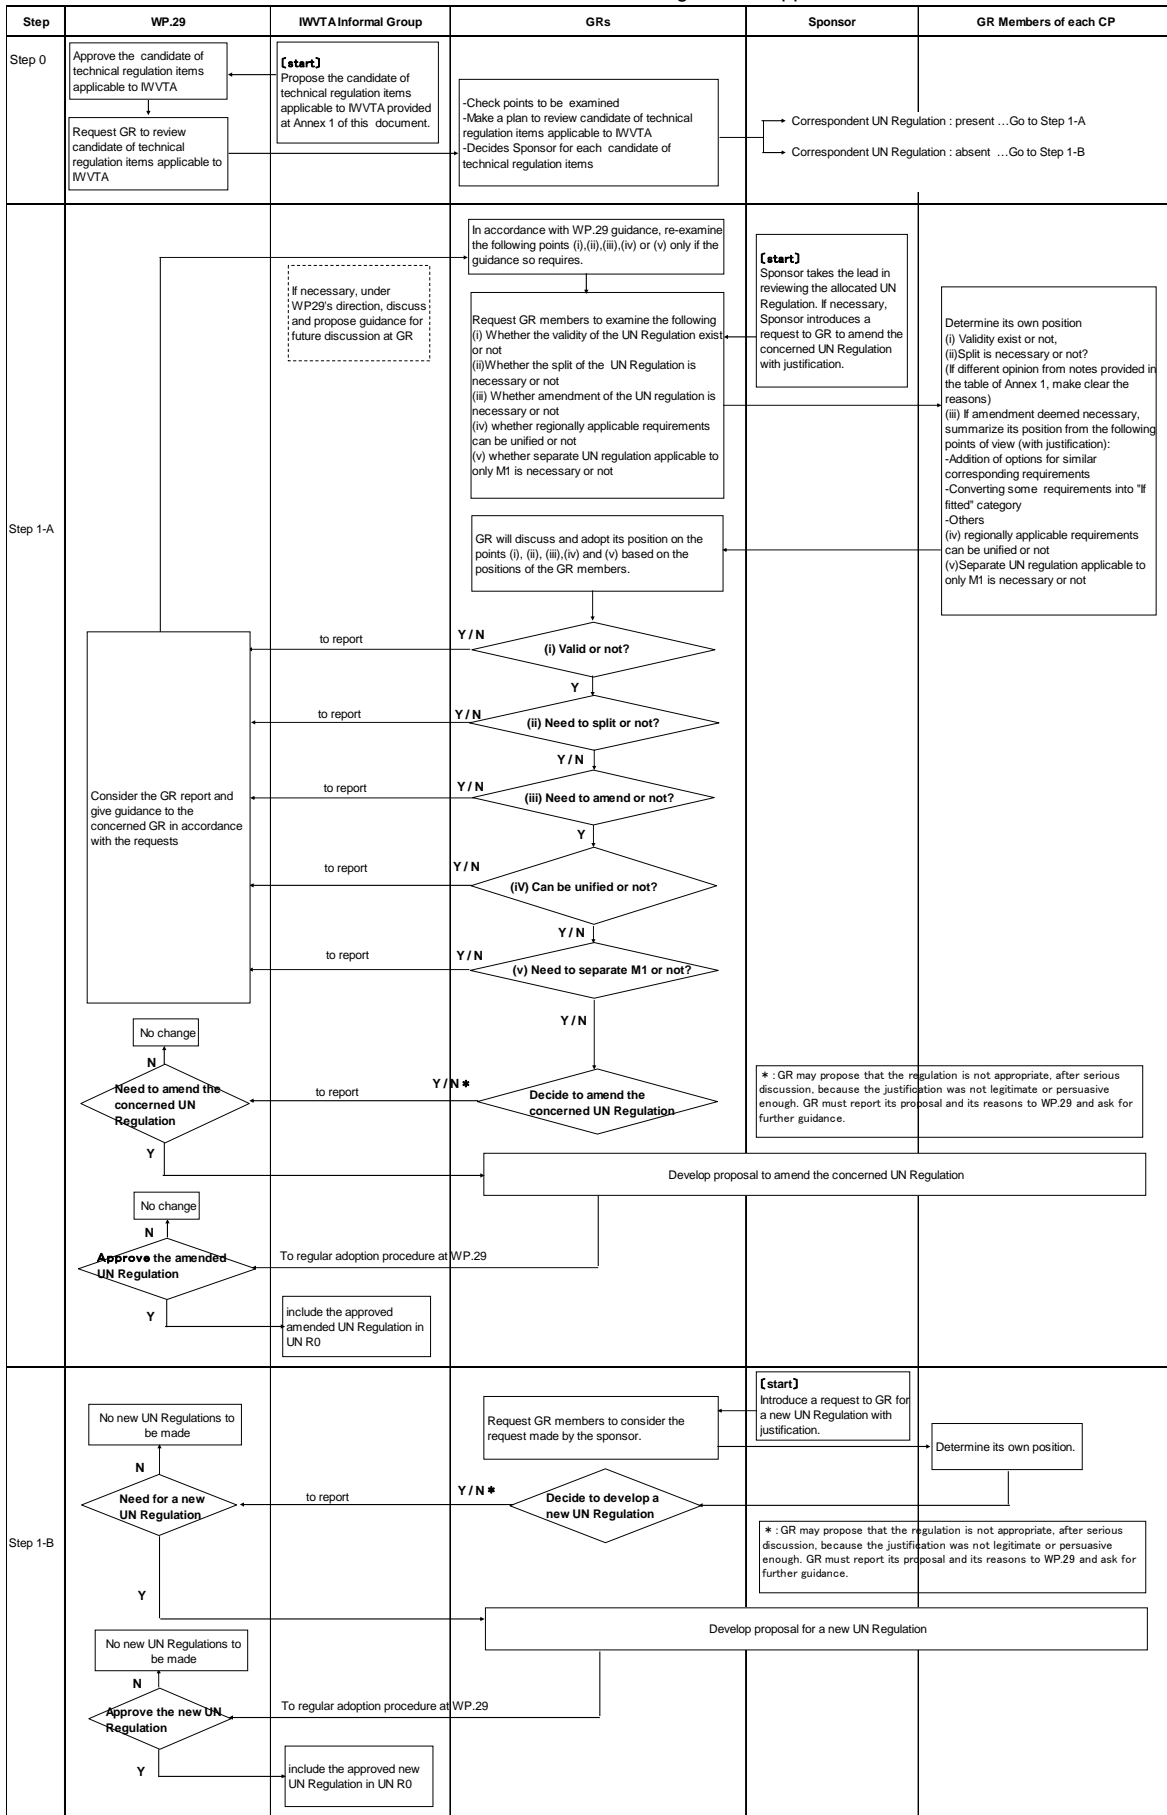 Step
WP.29
IWVTA Informal Group
GRs
Sponsor
GR Members of each CP
Step 0
Approve the candidate of
technical regulation items
applicable to IWVTA
Request GR to review
candidate of technical
regulation items applicable to
IWVTA
〔start〕
Propose the candidate of
technical regulation items
applicable to IWVTA provided
at Annex 1 of this document.
-Check points to be examined
-Make a plan to review candidate of technical
regulation items applicable to IWVTA
-Decides Sponsor for each candidate of
technical regulation items
Correspondent UN Regulation : present …Go to Step 1-A
Correspondent UN Regulation : absent …Go to Step 1-B
Step 1-A
In accordance with WP.29 guidance, re-examine
the following points (i),(ii),(iii),(iv) or (v) only if the
guidance so requires.
If necessary, under
WP29's direction, discuss
and propose guidance for
future discussion at GR
Request GR members to examine the following
(i) Whether the validity of the UN Regulation exist
or not
(ii)Whether the split of the UN Regulation is
necessary or not
(iii) Whether amendment of the UN regulation is
necessary or not
(iv) whether regionally applicable requirements
can be unified or not
(v) whether separate UN regulation applicable to
only M1 is necessary or not
〔start〕
Sponsor takes the lead in
reviewing the allocated UN
Regulation. If necessary,
Sponsor introduces a
request to GR to amend the
concerned UN Regulation
with justification.
Determine its own position
(i) Validity exist or not,
(ii)Split is necessary or not?
(If different opinion from notes provided in
the table of Annex 1, make clear the
reasons)
(iii) If amendment deemed necessary,
summarize its position from the following
points of view (with justification):
-Addition of options for similar
corresponding requirements
-Converting some requirements into "If
fitted" category
-Others
(iv) regionally applicable requirements
can be unified or not
(v)Separate UN regulation applicable to
only M1 is necessary or not
GR will discuss and adopt its position on the
points (i), (ii), (iii),(iv) and (v) based on the
positions of the GR members.
Consider the GR report and
give guidance to the
concerned GR in accordance
with the requests
to report
Y / N
(i) Valid or not?
Y
to report
Y / N
(ii) Need to split or not?
Y / N
to report
Y / N
(iii) Need to amend or not?
Y
to report
Y / N
(iV) Can be unified or not?
Y / N
to report
Y / N
(v) Need to separate M1 or not?
Y / N
No change
N
Need to amend the
concerned UN
Regulation
Y
to report
Y / N *
Decide to amend the
concerned UN Regulation
* : GR may propose that the regulation is not appropriate, after serious
discussion, because the justification was not legitimate or persuasive
enough. GR must report its proposal and its reasons to WP.29 and ask for
further guidance.
Develop proposal to amend the concerned UN Regulation
No change
N
Approve the amended
UN Regulation
Y
To regular adoption procedure at WP.29
include the approved
amended UN Regulation in
UN R0
Step 1-B
No new UN Regulations to
be made
N
Need for a new
UN Regulation
Y
to report
Y / N *
Request GR members to consider the
request made by the sponsor.
Decide to develop a
new UN Regulation
〔start〕
Introduce a request to GR for
a new UN Regulation with
justification.
Determine its own position.
* : GR may propose that the regulation is not appropriate, after serious
discussion, because the justification was not legitimate or persuasive
enough. GR must report its proposal and its reasons to WP.29 and ask for
further guidance.
Develop proposal for a new UN Regulation
No new UN Regulations to
be made
N
Approve the new UN
Regulation
Y
To regular adoption procedure at WP.29
include the approved new
UN Regulation in UN R0